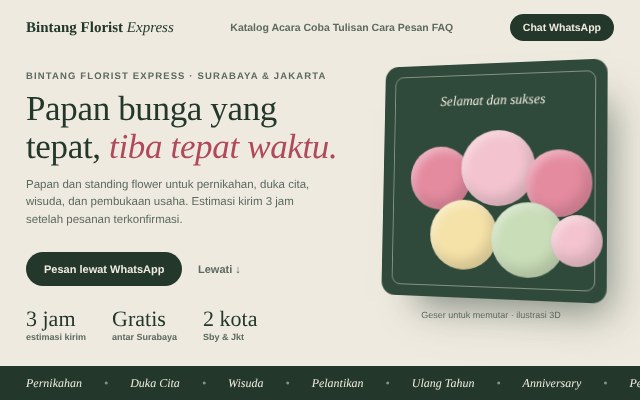 Bintang Florist Express
Katalog Acara Coba Tulisan Cara Pesan FAQ
Chat WhatsApp
BINTANG FLORIST EXPRESS · SURABAYA & JAKARTA
Papan bunga yang
tepat, tiba tepat waktu.
Papan dan standing flower untuk pernikahan, duka cita,
wisuda, dan pembukaan usaha. Estimasi kirim 3 jam
setelah pesanan terkonfirmasi.
Pesan lewat WhatsApp
Lewati ↓
3 jam
estimasi kirim
Gratis
antar Surabaya
2 kota
Sby & Jkt
Selamat dan sukses
Geser untuk memutar · ilustrasi 3D
Pernikahan • Duka Cita • Wisuda • Pelantikan • Ulang Tahun • Anniversary •